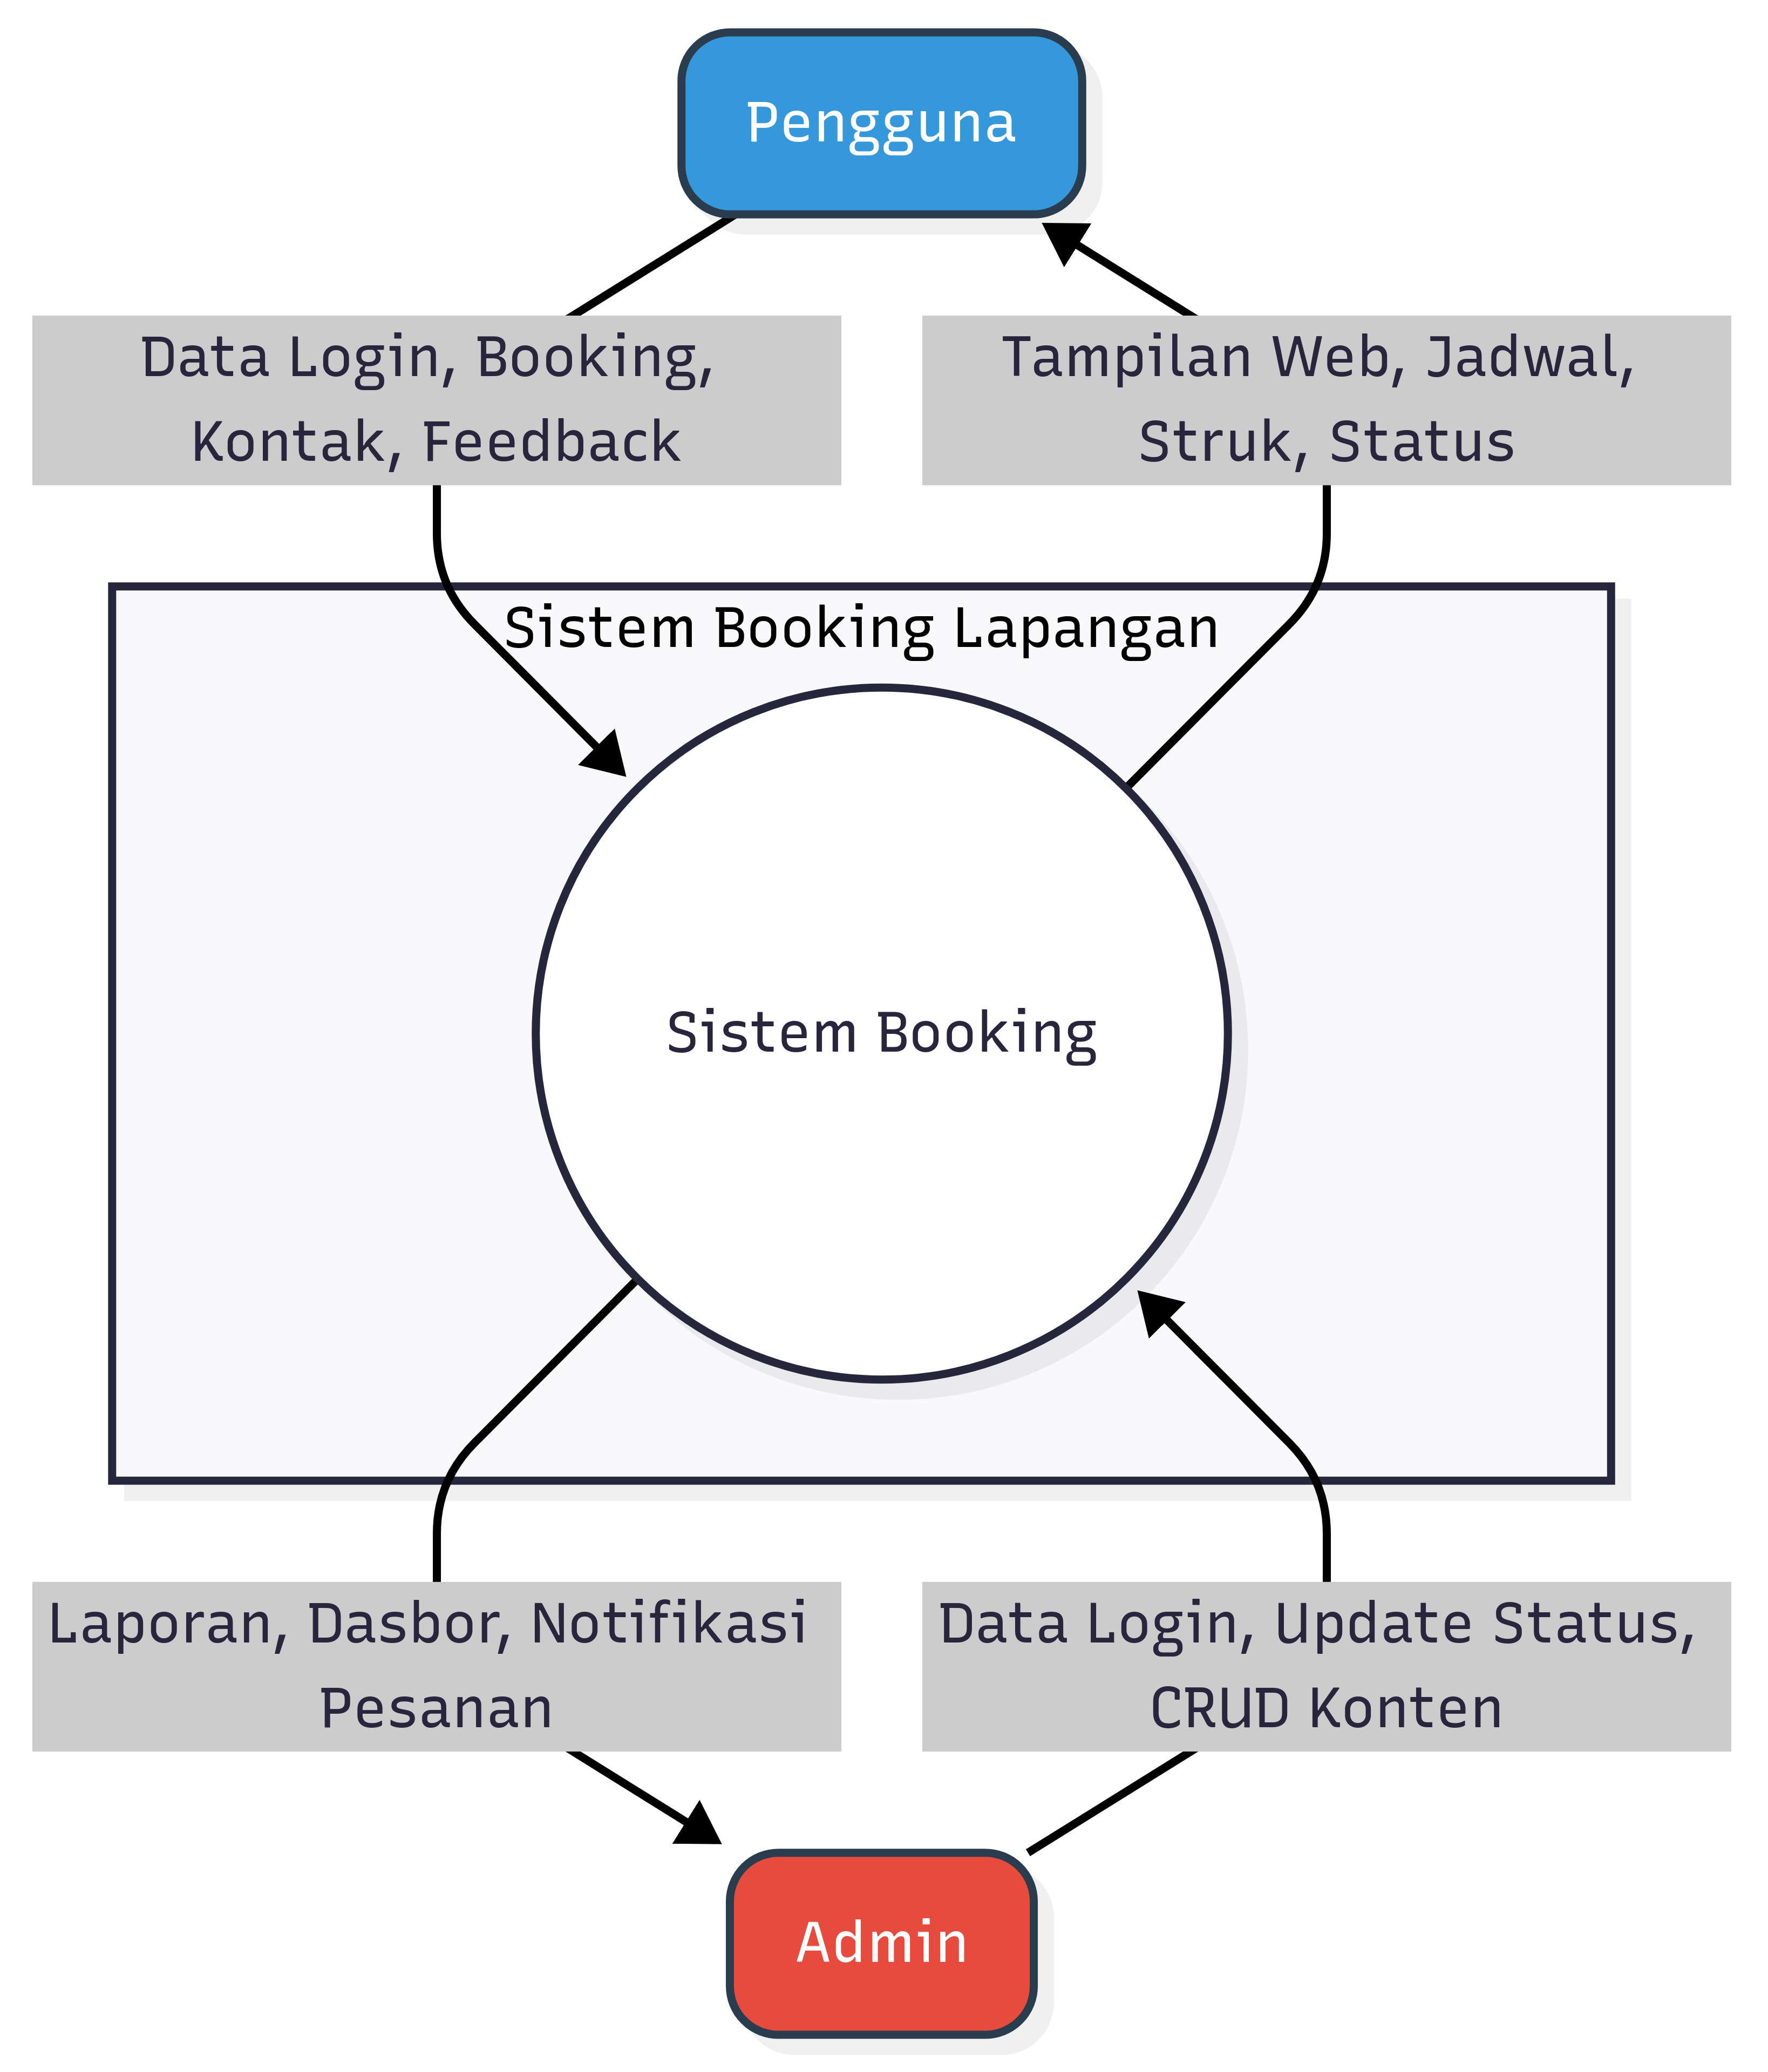 Pengguna
Data Login, Booking,
Kontak, Feedback
Tampilan Web, Jadwal,
Struk, Status
Sistem Booking Lapangan
Sistem Booking
Laporan, Dasbor, Notifikasi
Pesanan
Data Login, Update Status,
CRUD Konten
Admin